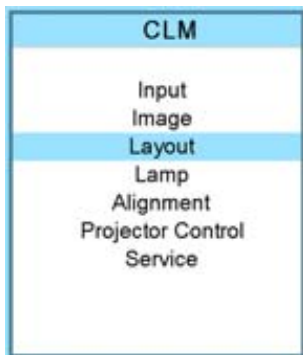 CLM
Input
Image
Layout
Lamp
Alignment
Projector Control
Service